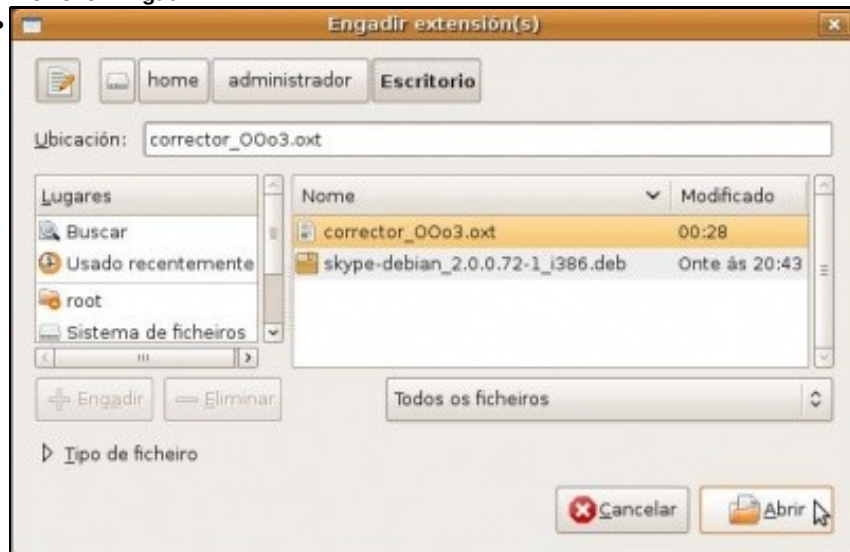 Engadir extensión(s)
home administrador Escritorio
Ubicación: corrector_OOo3.oxt
Lugares Nome Modificado
Buscar corrector_OOo3.oxt 00:28
Usado recentemente skype-debian_2.0.0.72-1_i386.deb Onte ás 20:43
root
Sistema de ficheiros
Engadir Eliminar Todos os ficheiros
Tipo de ficheiro
Cancelar Abrir